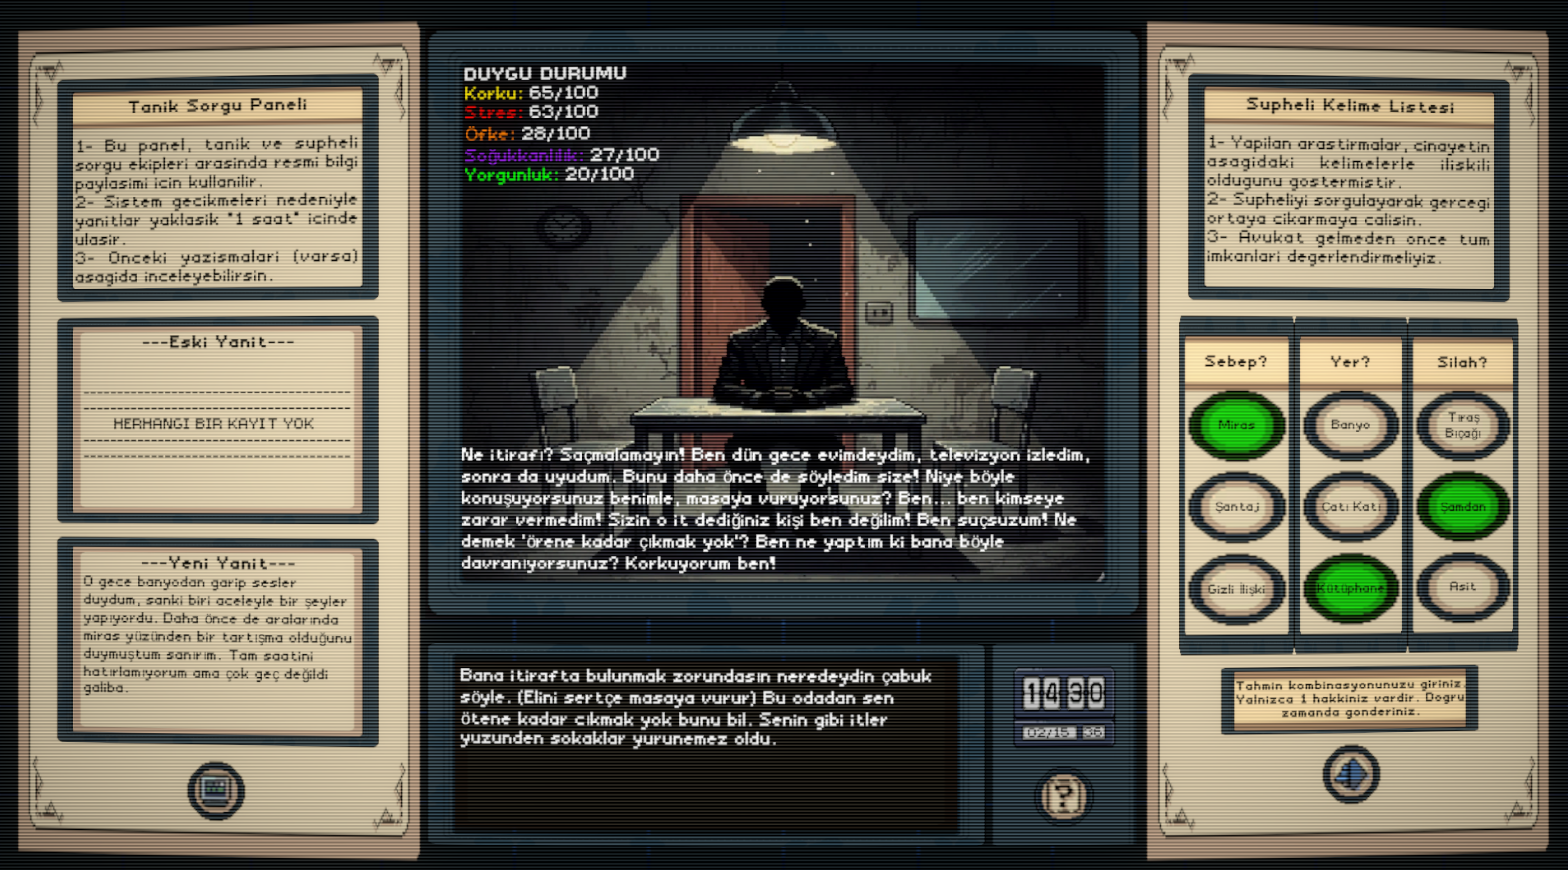 Tanik Sorgu Paneli
1- Bu panel, tanik ve supheli
sorgu ekipleri arasinda resmi bilgi
paylasimi icin kullanilir.
2- Sistem gecikmeleri nedeniyle
yanitlar yaklasik "1 saat" icinde
ulasir.
3- Onceki yazismalari (varsa)
asagida inceleyebilirsin.
---Eski Yanit---
HERHANGI BIR KAYIT YOK
---Yeni Yanit---
O gece banyodan garip sesler
duydum, sanki biri aceleyle bir şeyler
yapıyordu. Daha önce de aralarında
miras yüzünden bir tartışma olduğunu
duymuştum sanırım. Tam saatini
hatırlamıyorum ama çok geç değildi
galiba.
DUYGU DURUMU
Korku: 65/100
Stres: 63/100
Öfke: 28/100
Soğukkanlılık: 27/100
Yorgunluk: 20/100
Ne itirafı? Saçmalamayın! Ben dün gece evimdeydim, televizyon izledim,
sonra da uyudum. Bunu daha önce de söyledim size! Niye böyle
konuşuyorsunuz benimle, masaya vuruyorsunuz? Ben... ben kimseye
zarar vermedim! Sizin o it dediğiniz kişi ben değilim! Ben suçsuzum! Ne
demek 'örene kadar çıkmak yok'? Ben ne yaptım ki bana böyle
davranıyorsunuz? Korkuyorum ben!
Bana itirafta bulunmak zorundasın neredeydin çabuk
söyle. (Elini sertçe masaya vurur) Bu odadan sen
ötene kadar cıkmak yok bunu bil. Senin gibi itler
yuzunden sokaklar yurunemez oldu.
14 30
02/15 36
?
Supheli Kelime Listesi
1- Yapilan arastirmalar, cinayetin
asagidaki kelimelerle iliskili
oldugunu gostermistir.
2- Supheliyi sorgulayarak gercegi
ortaya cikarmaya calisin.
3- Avukat gelmeden once tum
imkanlari degerlendirmeliyiz.
Sebep? Yer? Silah?
Miras Banyo Tıraş
Bıçağı
Şantaj Çatı Katı Şamdan
Gizli İlişki Kütüphane Asit
Tahmin kombinasyonunuzu giriniz
Yalnizca 1 hakkiniz vardir. Dogru
zamanda gonderiniz.